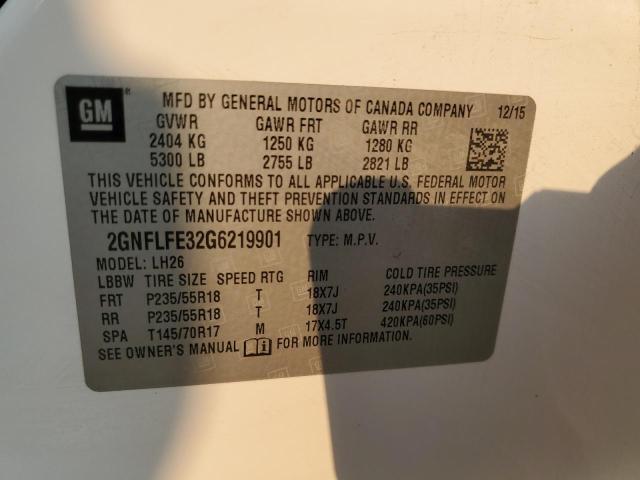 GM
MFD BY GENERAL MOTORS OF CANADA COMPANY 12/15
GVWR GAWR FRT GAWR RR
2404 KG 1250 KG 1280 KG
5300 LB 2755 LB 2821 LB
THIS VEHICLE CONFORMS TO ALL APPLICABLE U.S. FEDERAL MOTOR
VEHICLE SAFETY AND THEFT PREVENTION STANDARDS IN EFFECT ON
THE DATE OF MANUFACTURE SHOWN ABOVE.
2GNFLFE32G6219901 TYPE: M.P.V.
MODEL: LH26
LBBW TIRE SIZE SPEED RTG RIM COLD TIRE PRESSURE
FRT P235/55R18 T 18X7J 240KPA(35PSI)
RR P235/55R18 T 18X7J 240KPA(35PSI)
SPA T145/70R17 M 17X4.5T 420KPA(60PSI)
SEE OWNER'S MANUAL FOR MORE INFORMATION.